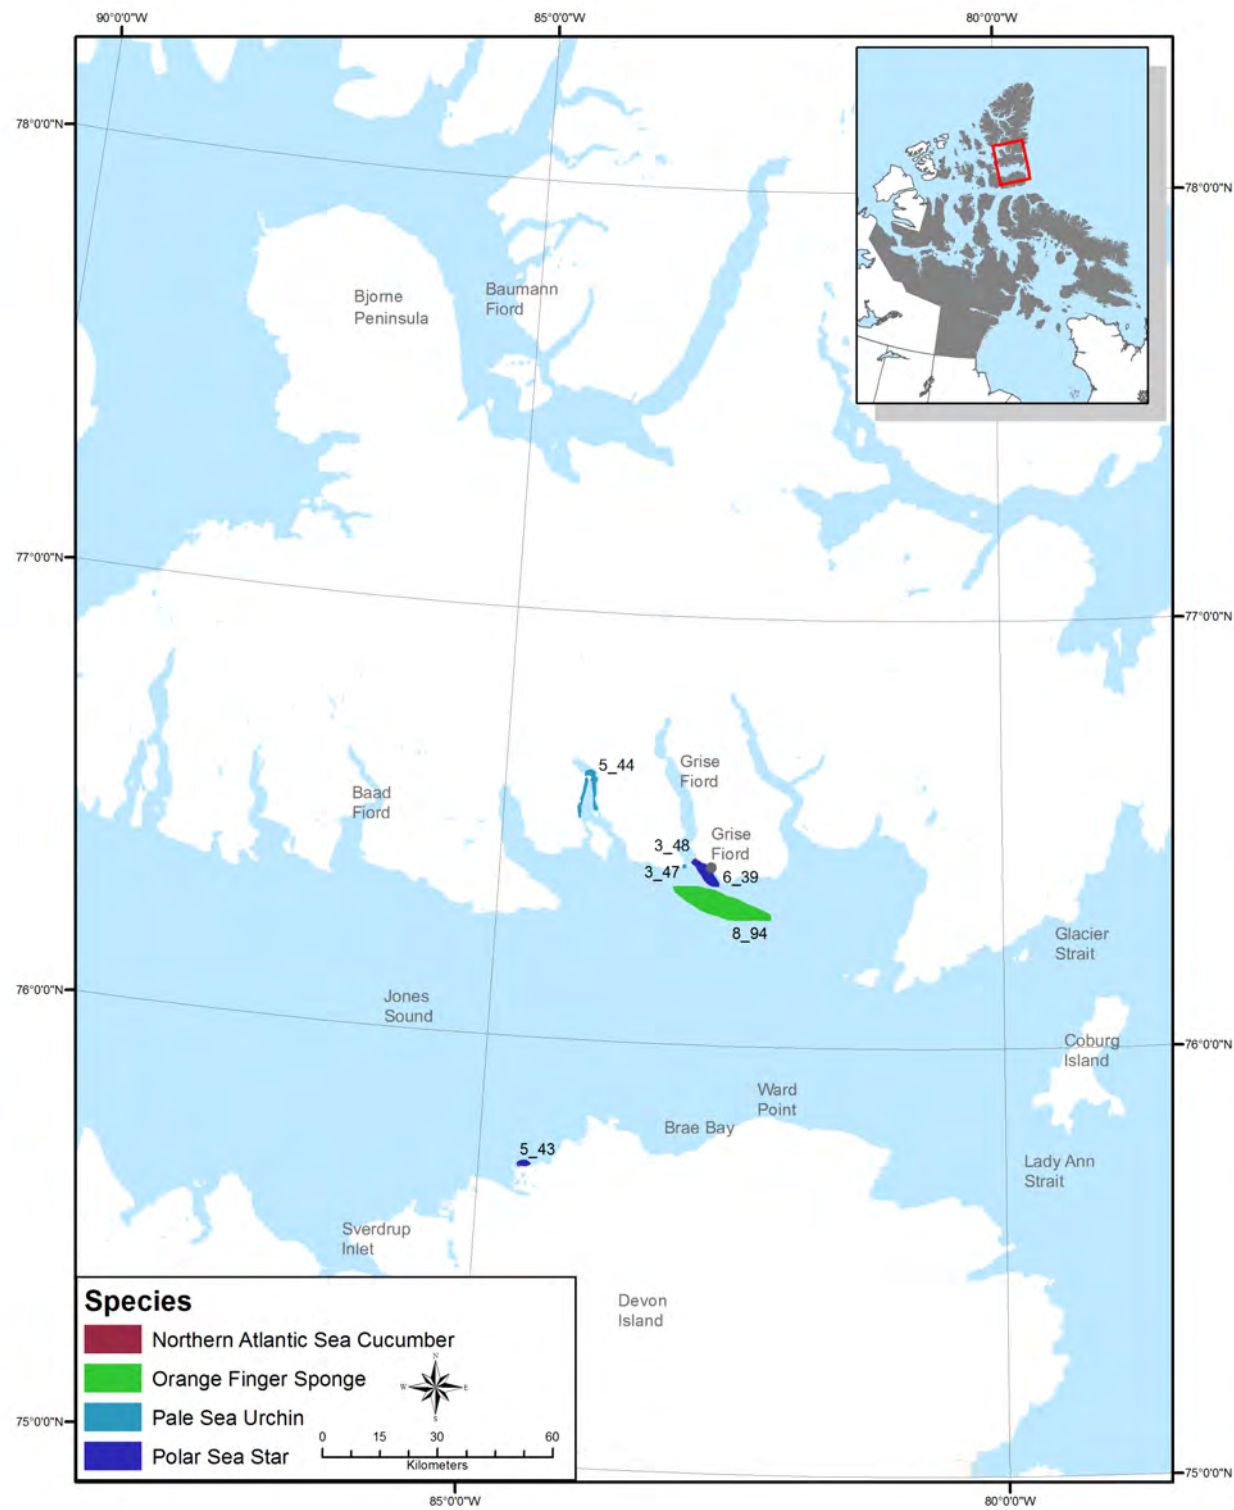 90°0'0"W
85°0'0"W
80°0'0"W
78°0'0"N
78°0'0"N
Bjorne
Peninsula
Baumann
Fiord
77°0'0"N
77°0'0"N
5_44
Grise
Fiord
Baad
Fiord
Grise
Fiord
3_48
3_47
6_39
8_94
Glacier
Strait
76°0'0"N
Jones
Sound
76°0'0"N
Coburg
Island
Ward
Point
Brae Bay
5_43
Lady Ann
Strait
Sverdrup
Inlet
Devon
Island
Species
Northern Atlantic Sea Cucumber
Orange Finger Sponge
Pale Sea Urchin
Polar Sea Star
N
W
E
S
0 15 30 60
Kilometers
75°0'0"N
75°0'0"N
85°0'0"W
80°0'0"W